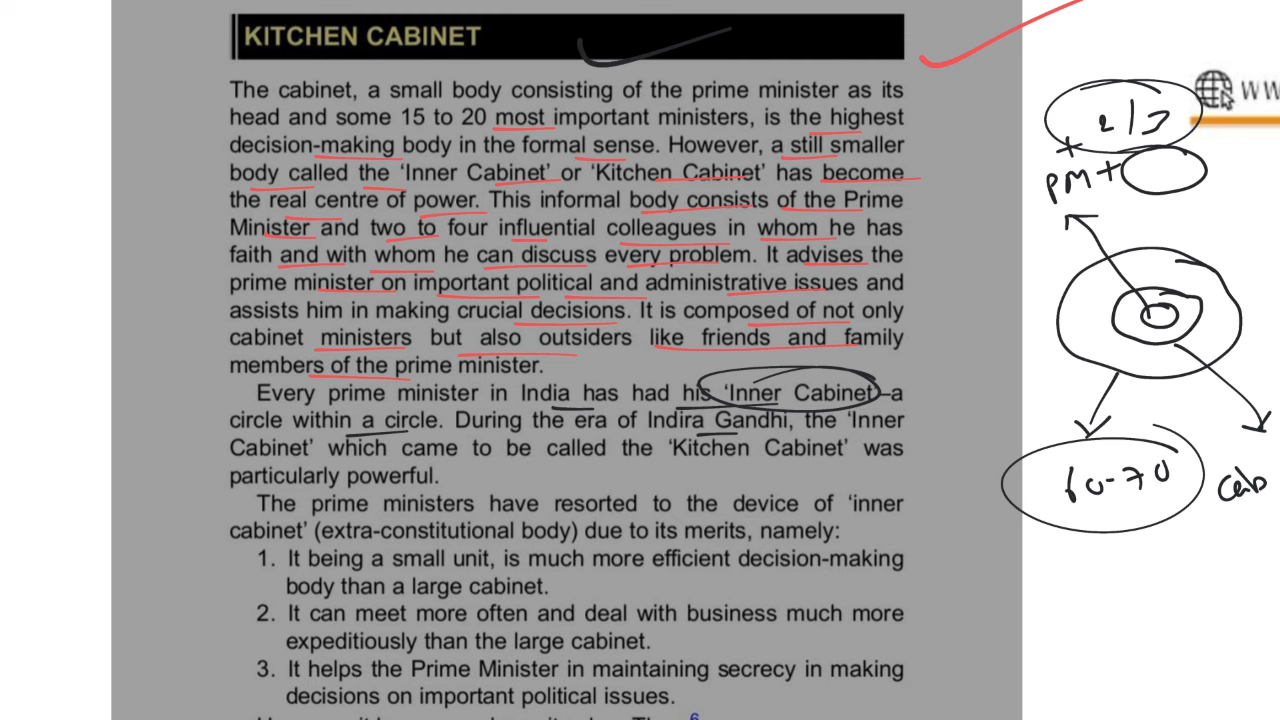 KITCHEN CABINET
The cabinet, a small body consisting of the prime minister as its
head and some 15 to 20 most important ministers, is the highest
decision-making body in the formal sense. However, a still smaller
body called the ‘Inner Cabinet’ or ‘Kitchen Cabinet’ has become
the real centre of power. This informal body consists of the Prime
Minister and two to four influential colleagues in whom he has
faith and with whom he can discuss every problem. It advises the
prime minister on important political and administrative issues and
assists him in making crucial decisions. It is composed of not only
cabinet ministers but also outsiders like friends and family
members of the prime minister.
Every prime minister in India has had his ‘Inner Cabinet’–a
circle within a circle. During the era of Indira Gandhi, the ‘Inner
Cabinet’ which came to be called the ‘Kitchen Cabinet’ was
particularly powerful.
The prime ministers have resorted to the device of ‘inner
cabinet’ (extra-constitutional body) due to its merits, namely:
1. It being a small unit, is much more efficient decision-making
body than a large cabinet.
2. It can meet more often and deal with business much more
expeditiously than the large cabinet.
3. It helps the Prime Minister in maintaining secrecy in making
decisions on important political issues.
6
WW
2/3
PM+
60-70
Cab